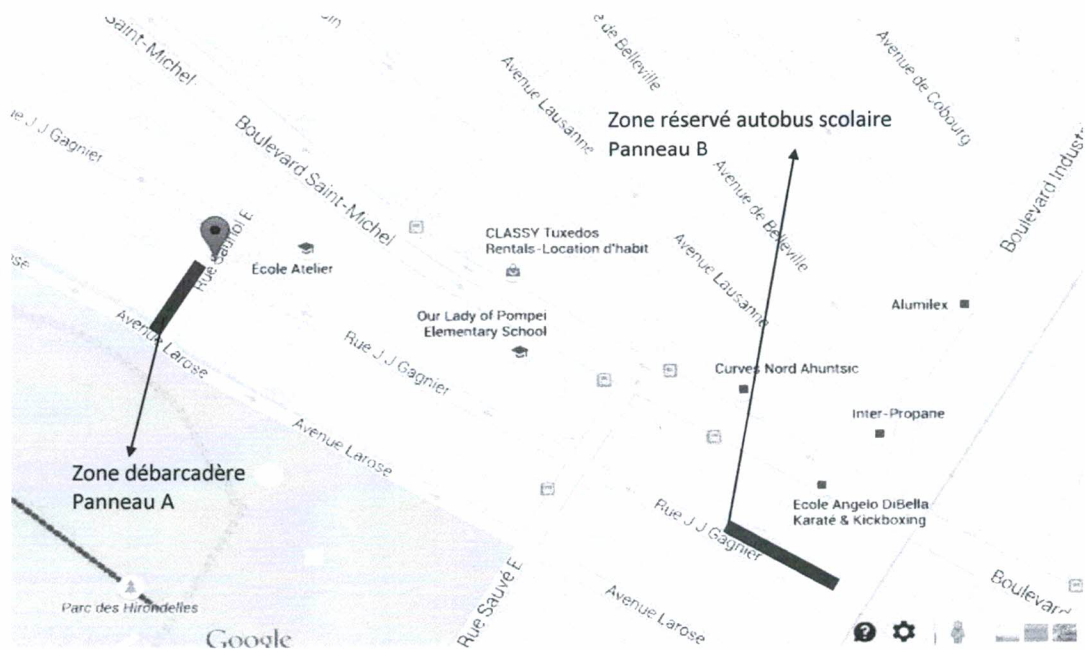 Saint-Michel
Rue J J Gagnier
Boulevard Saint-Michel
Avenue Lausanne
de Belleville
Avenue de Cobourg
Boulevard Industr
Zone réservé autobus scolaire
Panneau B
Avenue de Belleville
Avenue Lausanne
CLASSY Tuxedos
Rentals-Location d'habit
École Atelier
Our Lady of Pompei
Elementary School
Alumilex
Avenue Larose
Rue J J Gagnier
Curves Nord Ahuntsic
Inter-Propane
Avenue Larose
Zone débarcadère
Panneau A
Ecole Angelo DiBella
Karaté & Kickboxing
Rue J J Gagnier
Rue Sauvé E
Boulevard
Parc des Hirondelles
Avenue Larose
Google